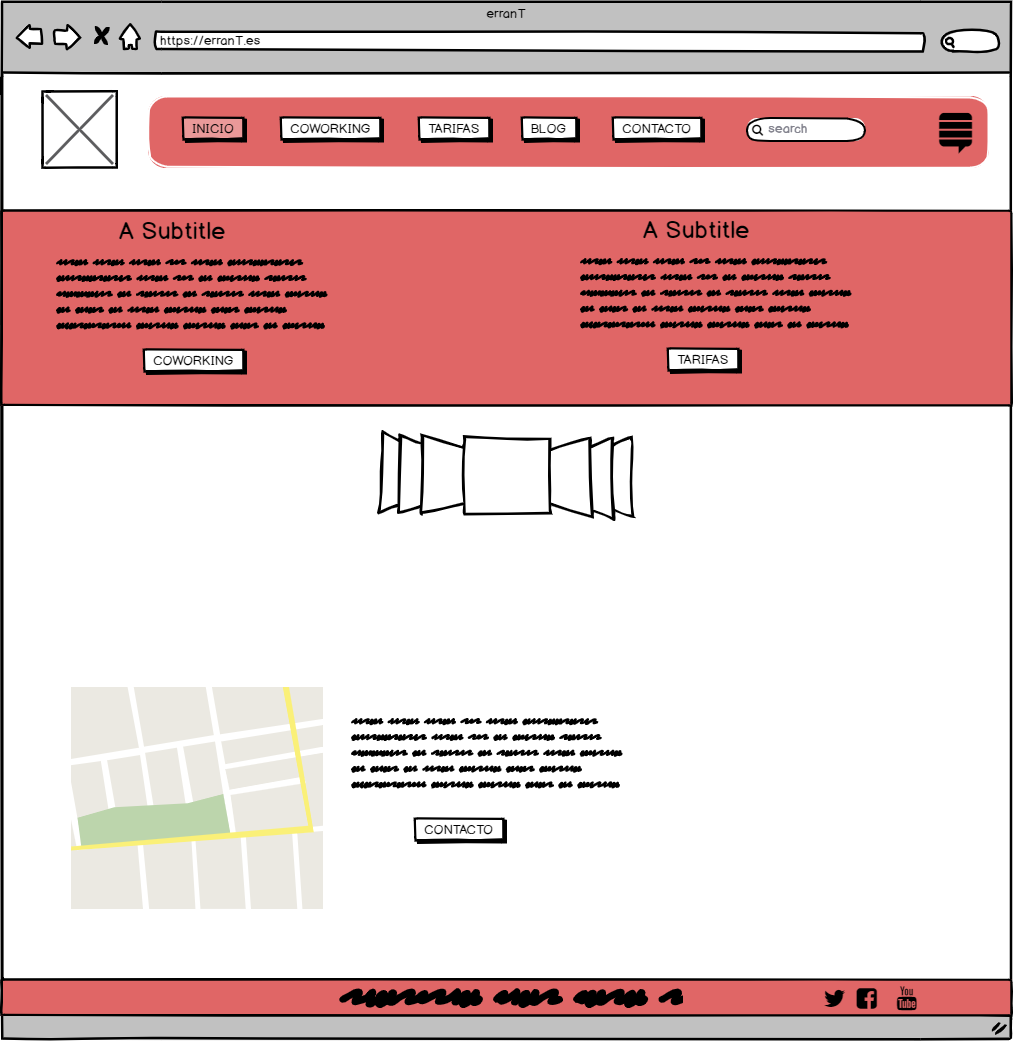 erranT
https://erranT.es
INICIO COWORKING TARIFAS BLOG CONTACTO search
A Subtitle A Subtitle
COWORKING TARIFAS
CONTACTO
You
Tube